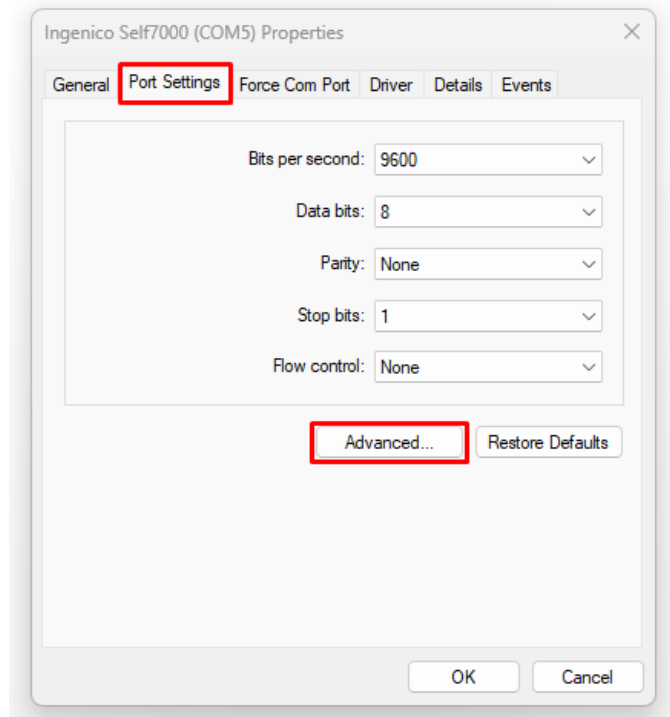 Ingenico Self7000 (COM5) Properties
General Port Settings Force Com Port Driver Details Events
Bits per second: 9600
Data bits: 8
Parity: None
Stop bits: 1
Flow control: None
Advanced... Restore Defaults
OK Cancel